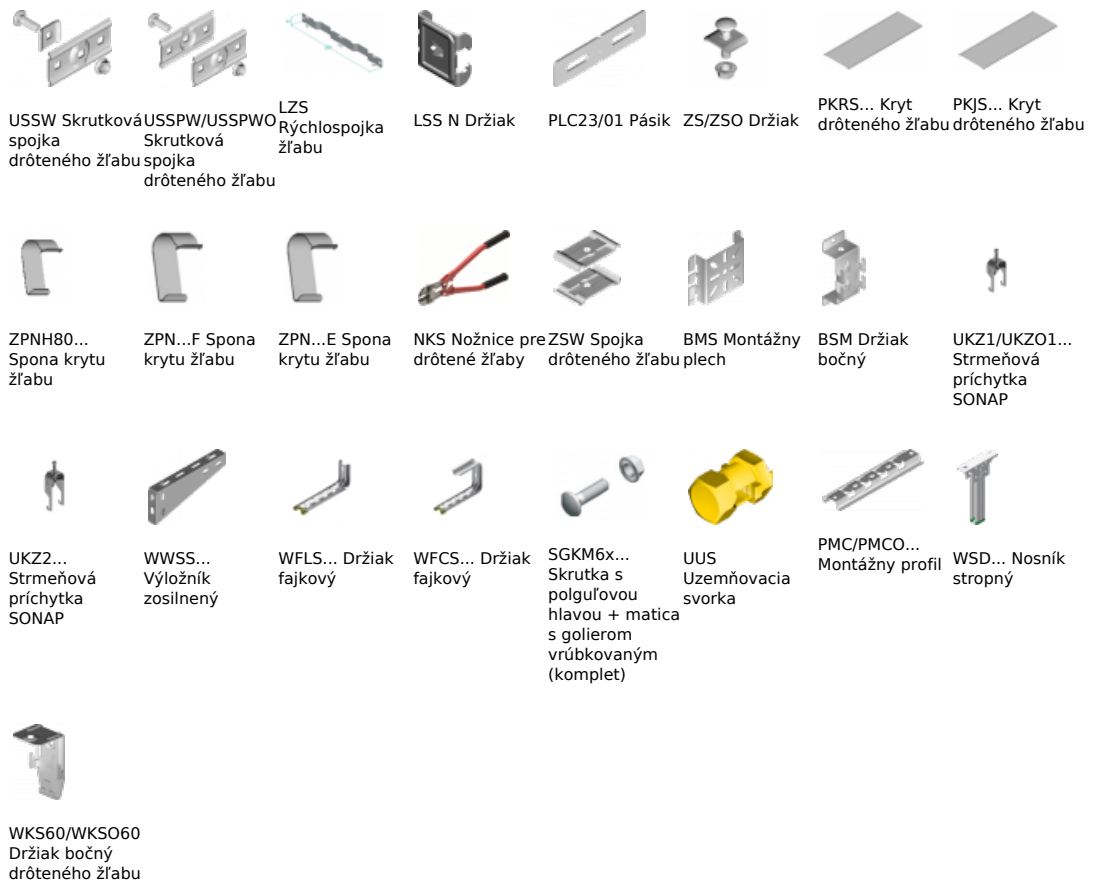 USSW Skrutková
spojka
drôteného žľabu
USSPW/USSPWO
Skrutková
spojka
drôteného žľabu
LZS
Rýchlospojka
žľabu
LSS N Držiak
PLC23/01 Pásik
ZS/ZSO Držiak
PKRS... Kryt
drôteného žľabu
PKJS... Kryt
drôteného žľabu
ZPNH80...
Spona krytu
žľabu
ZPN...F Spona
krytu žľabu
ZPN...E Spona
krytu žľabu
NKS Nožnice pre
drôtené žľaby
ZSW Spojka
drôteného žľabu
BMS Montážny
plech
BSM Držiak
bočný
UKZ1/UKZO1...
Strmeňová
príchytka
SONAP
UKZ2...
Strmeňová
príchytka
SONAP
WWSS...
Výložník
zosilnený
WFLS... Držiak
fajkový
WFCS... Držiak
fajkový
SGKM6x...
Skrutka s
polguľovou
hlavou + matica
s golierom
vrúbkovaným
(komplet)
UUS
Uzemňovacia
svorka
PMC/PMCO...
Montážny profil
WSD... Nosník
stropný
WKS60/WKSO60
Držiak bočný
drôteného žľabu